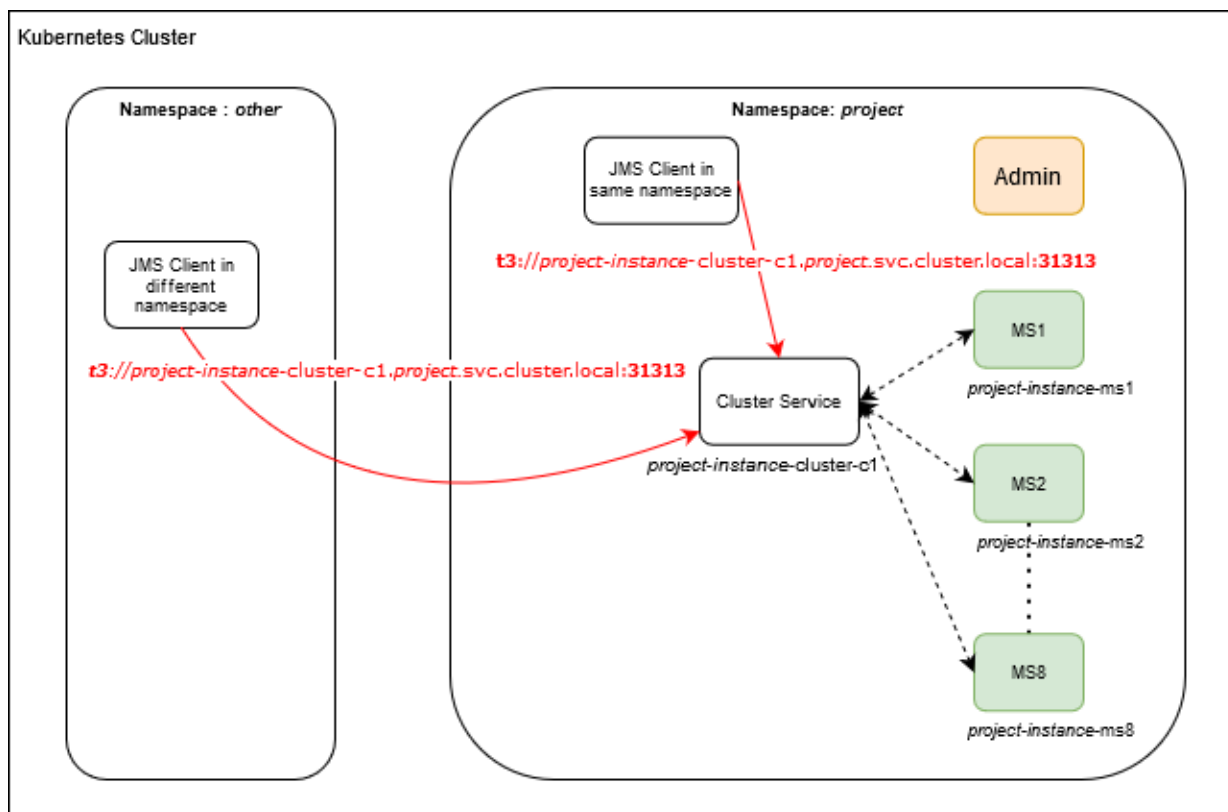 Kubernetes Cluster
Namespace : other
Namespace: project
JMS Client in
same namespace
Admin
JMS Client in
different
namespace
t3://project-instance-cluster-c1.project.svc.cluster.local:31313
MS1
project-instance-ms1
t3://project-instance-cluster-c1.project.svc.cluster.local:31313
Cluster Service
project-instance-cluster-c1
MS2
project-instance-ms2
MS8
project-instance-ms8